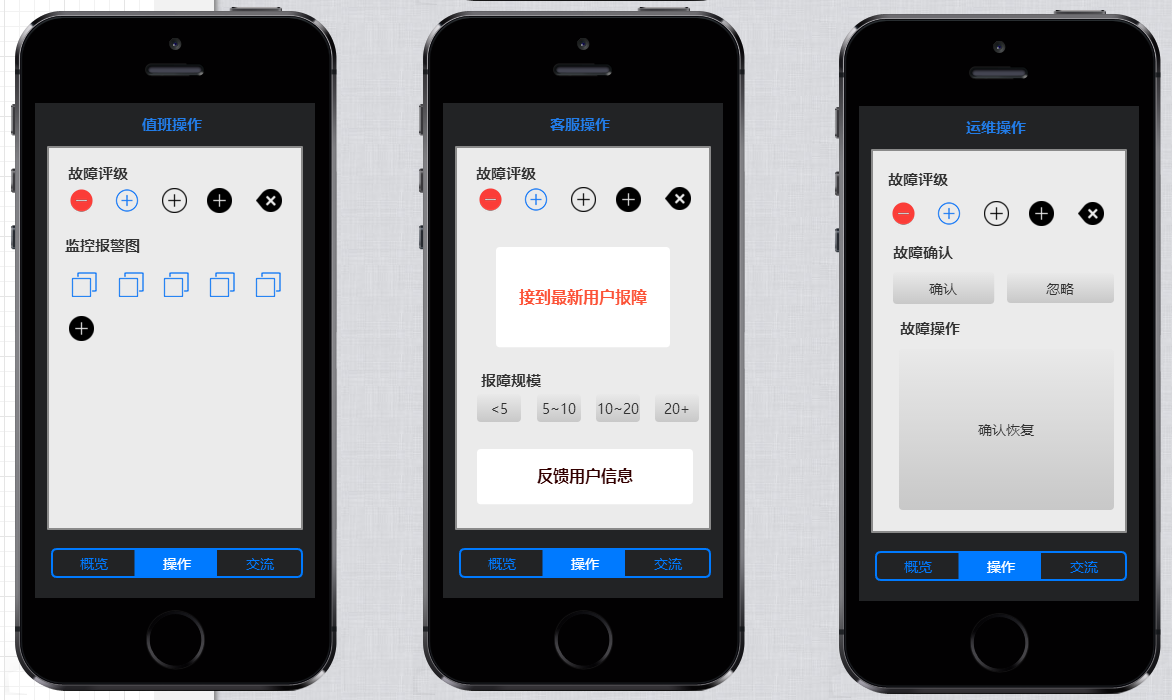 值班操作
故障评级
监控报警图
概览 操作 交流
客服操作
故障评级
接到最新用户报障
报障规模
<5 5~10 10~20 20+
反馈用户信息
概览 操作 交流
运维操作
故障评级
故障确认
确认 忽略
故障操作
确认恢复
概览 操作 交流